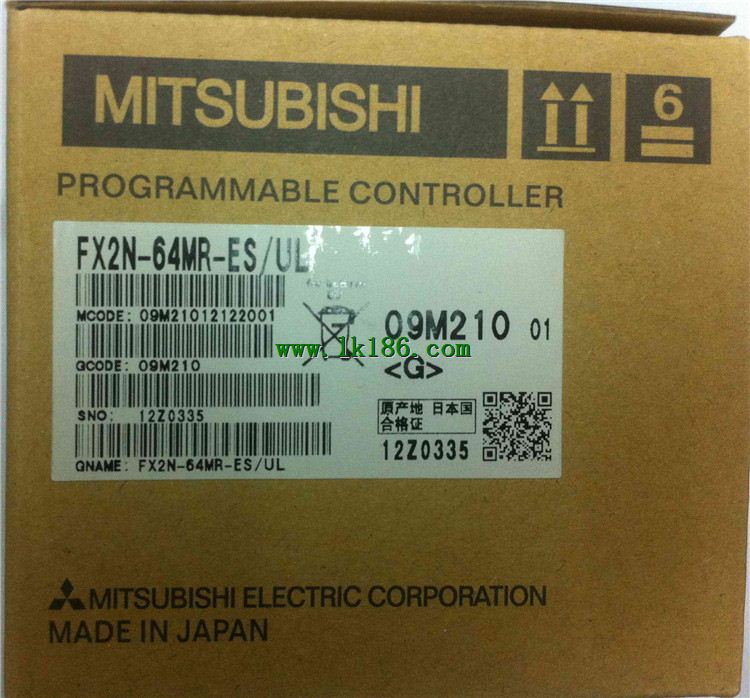 MITSUBISHI
6
PROGRAMMABLE CONTROLLER
FX2N-64MR-ES/UL
MCODE: 09M21012122001
09M210 01
www.lk186.com
GCODE: 09M210
<G>
SNO: 12Z0335
原产地 日本国
合格证
12Z0335
GNAME: FX2N-64MR-ES/UL
MITSUBISHI ELECTRIC CORPORATION
MADE IN JAPAN